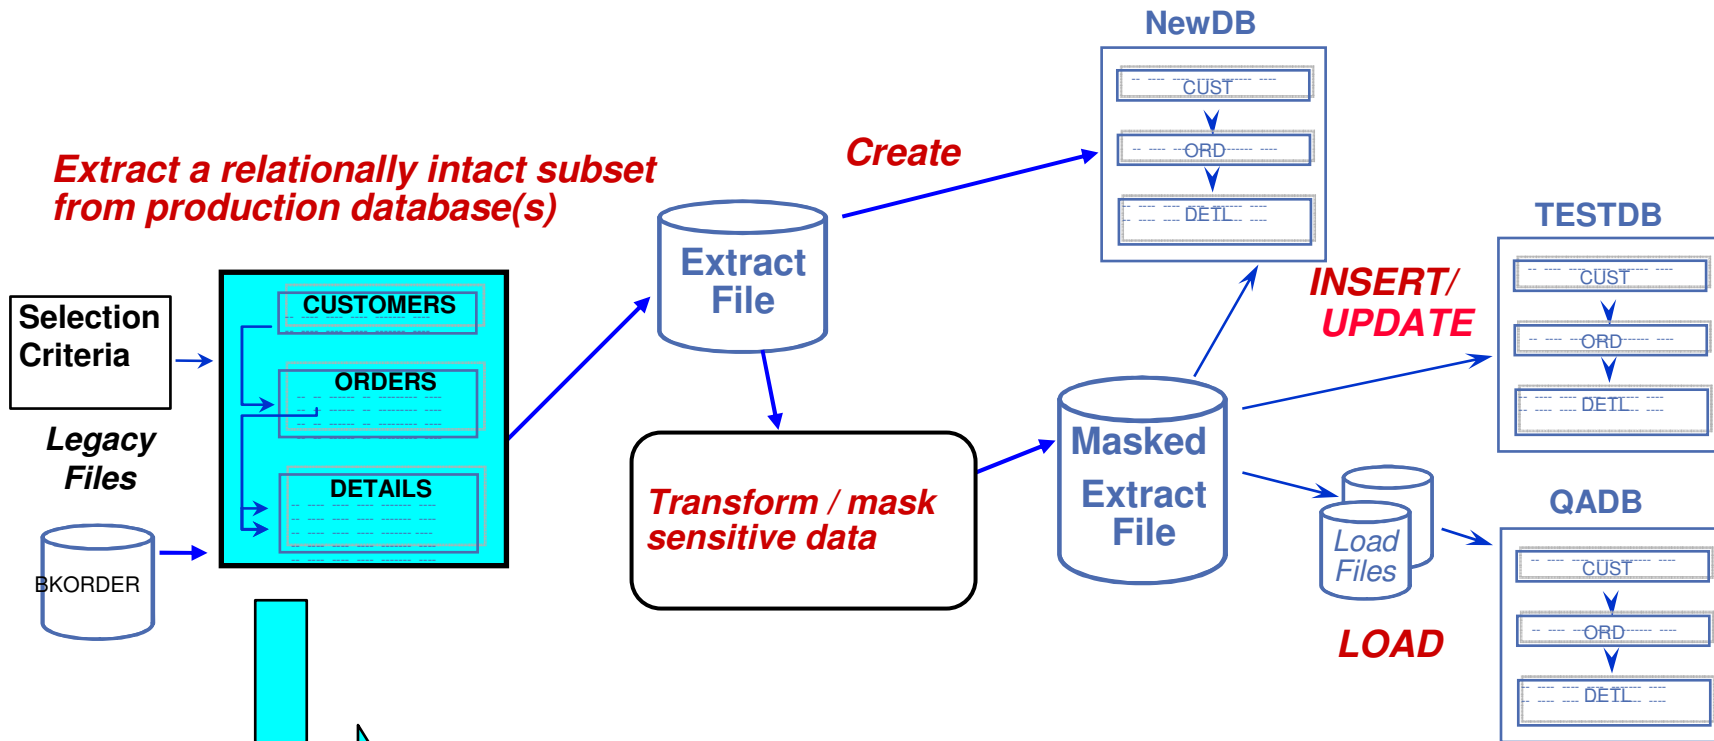 NewDB
CUST
ORD
DETL
Create
Extract a relationally intact subset
from production database(s)
Extract
File
TESTDB
CUST
ORD
DETL
INSERT/
UPDATE
Selection
Criteria
CUSTOMERS
ORDERS
DETAILS
Legacy
Files
BKORDER
Transform / mask
sensitive data
Masked
Extract
File
Load
Files
LOAD
QADB
CUST
ORD
DETL